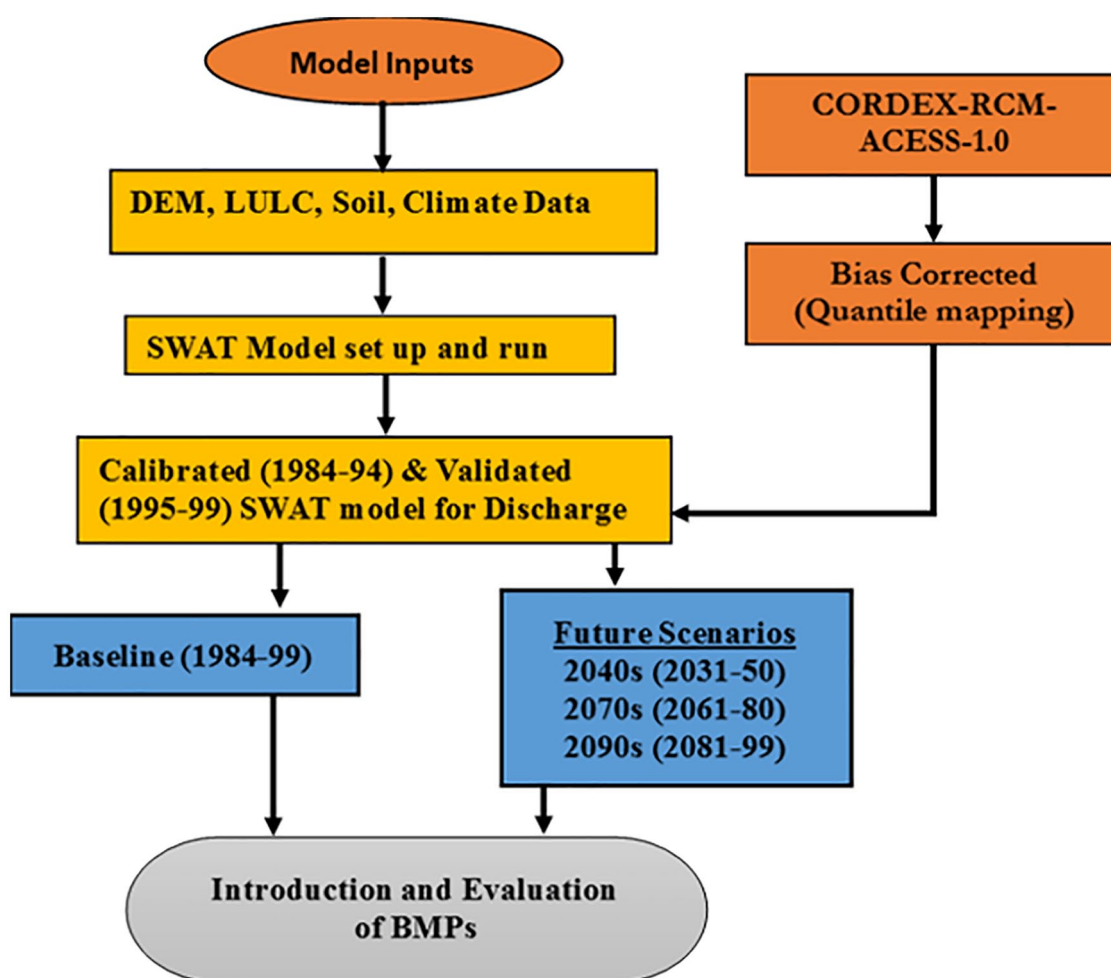 Model Inputs
CORDEX-RCM-
ACESS-1.0
DEM, LULC, Soil, Climate Data
Bias Corrected
(Quantile mapping)
SWAT Model set up and run
Calibrated (1984-94) & Validated
(1995-99) SWAT model for Discharge
Baseline (1984-99)
Future Scenarios
2040s (2031-50)
2070s (2061-80)
2090s (2081-99)
Introduction and Evaluation
of BMPs